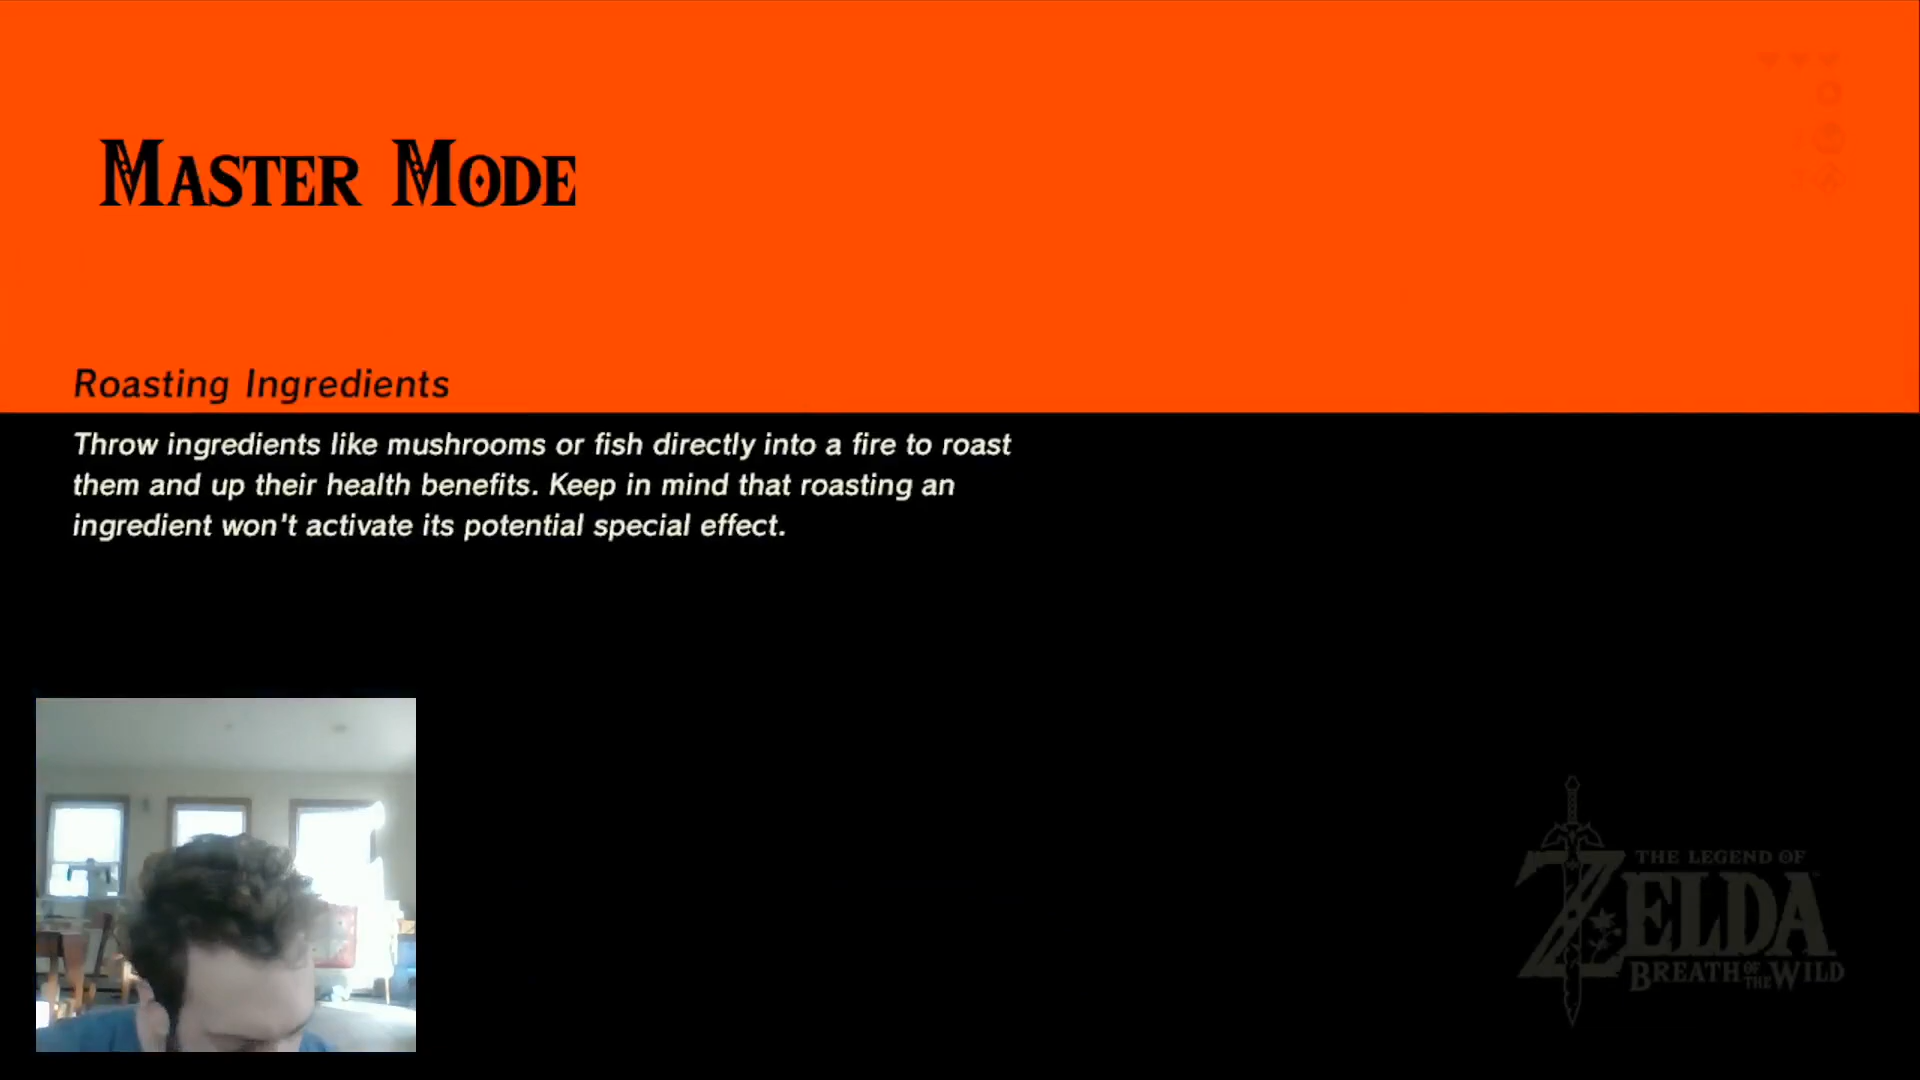 Master Mode
Roasting Ingredients
Throw ingredients like mushrooms or fish directly into a fire to roast
them and up their health benefits. Keep in mind that roasting an
ingredient won't activate its potential special effect.
THE LEGEND OF
ZELDA
BREATH OF THE WILD